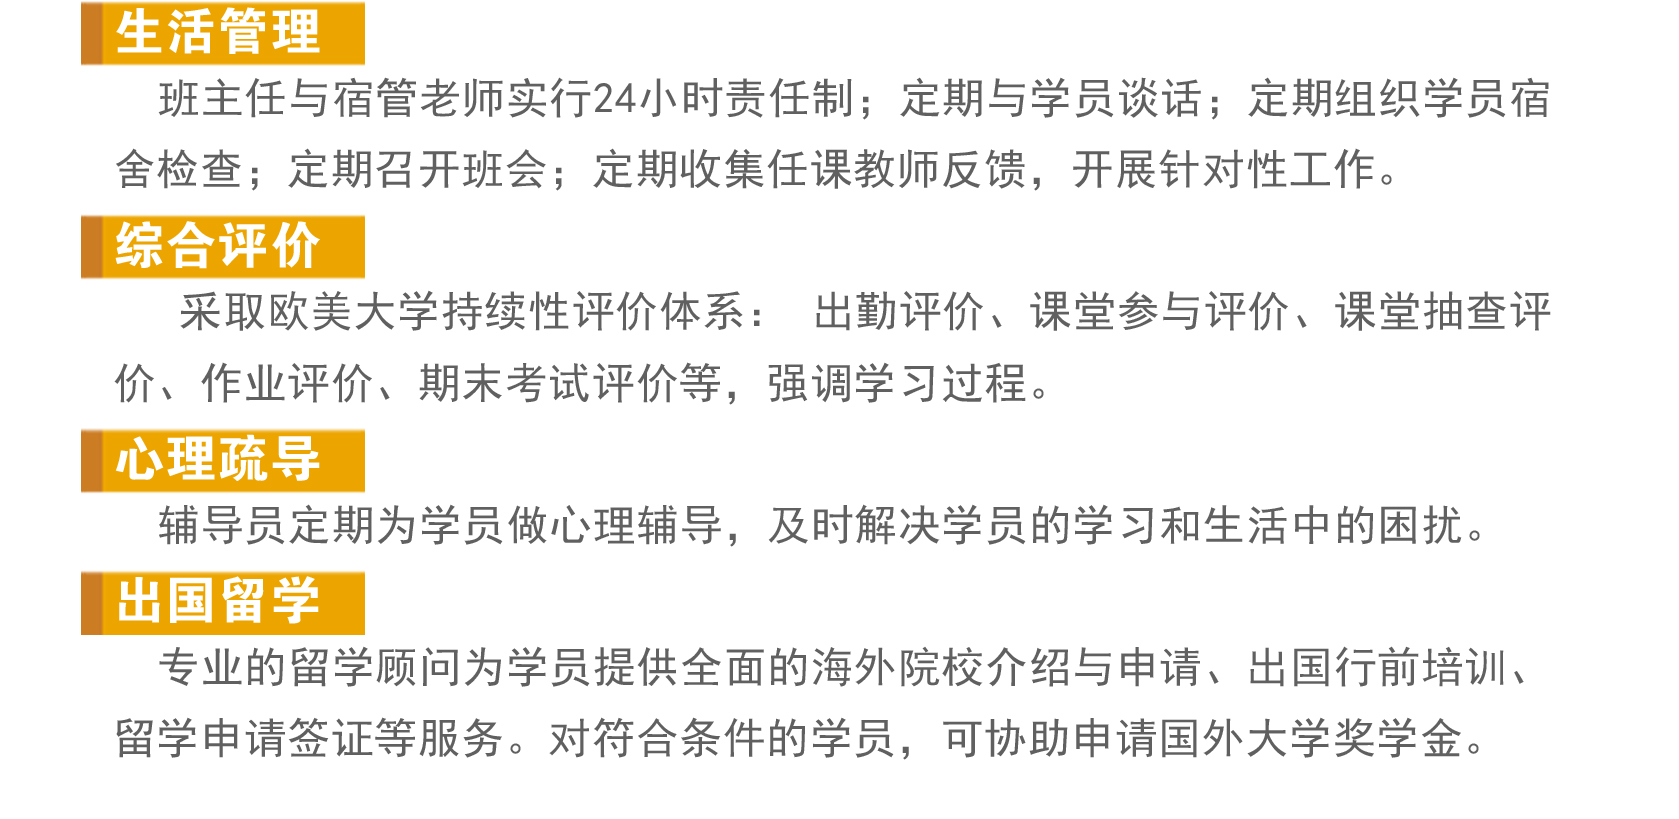 生活管理
班主任与宿管老师实行24小时责任制；定期与学员谈话；定期组织学员宿
舍检查；定期召开班会；定期收集任课教师反馈，开展针对性工作。
综合评价
采取欧美大学持续性评价体系： 出勤评价、课堂参与评价、课堂抽查评
价、作业评价、期末考试评价等，强调学习过程。
心理疏导
辅导员定期为学员做心理辅导，及时解决学员的学习和生活中的困扰。
出国留学
专业的留学顾问为学员提供全面的海外院校介绍与申请、出国行前培训、
留学申请签证等服务。对符合条件的学员，可协助申请国外大学奖学金。